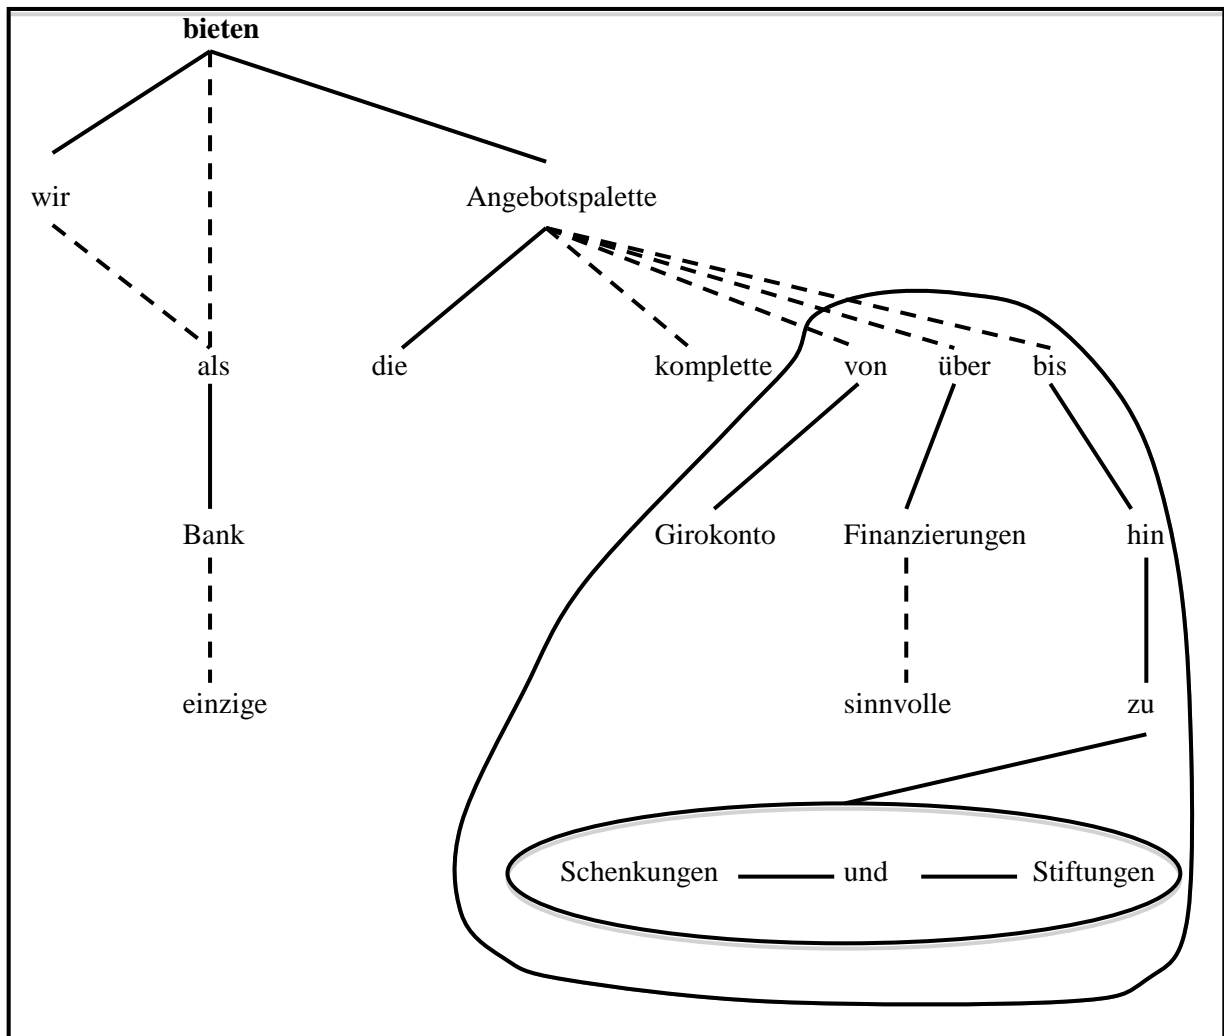 bieten
wir Angebotspalette
als die komplette von über bis
Bank Girokonto Finanzierungen hin
einzige sinnvolle zu
Schenkungen und Stiftungen